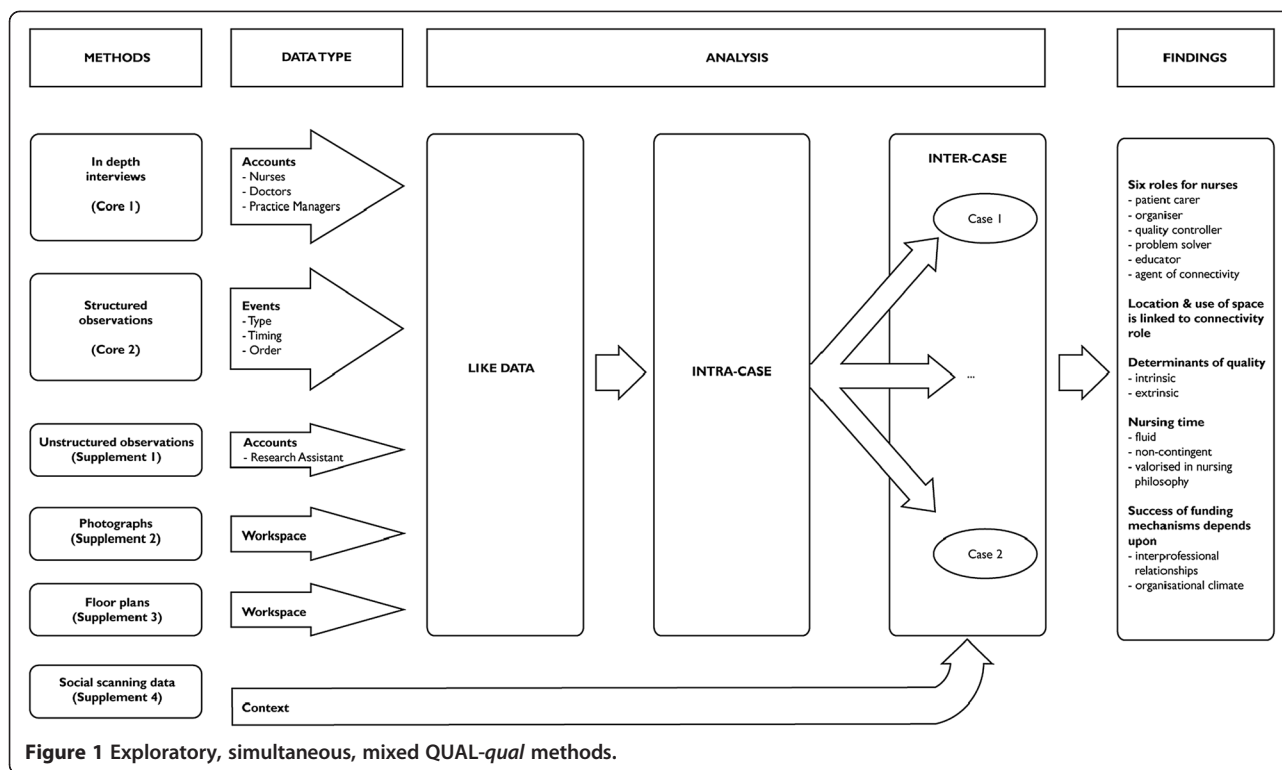 METHODS
DATA TYPE
ANALYSIS
FINDINGS
In depth
interviews
(Core 1)
Accounts
- Nurses
- Doctors
- Practice Managers
Structured
observations
(Core 2)
Events
- Type
- Timing
- Order
Unstructured observations
(Supplement 1)
Accounts
- Research Assistant
Photographs
(Supplement 2)
Workspace
Floor plans
(Supplement 3)
Workspace
Social scanning data
(Supplement 4)
Context
LIKE DATA
INTRA-CASE
INTER-CASE
Case 1
...
Case 2
Six roles for nurses
- patient carer
- organiser
- quality controller
- problem solver
- educator
- agent of connectivity
Location & use of space
is linked to connectivity
role
Determinants of quality
- intrinsic
- extrinsic
Nursing time
- fluid
- non-contingent
- valorised in nursing
philosophy
Success of funding
mechanisms depends
upon
- interprofessional
relationships
- organisational climate
Figure 1 Exploratory, simultaneous, mixed QUAL-qual methods.